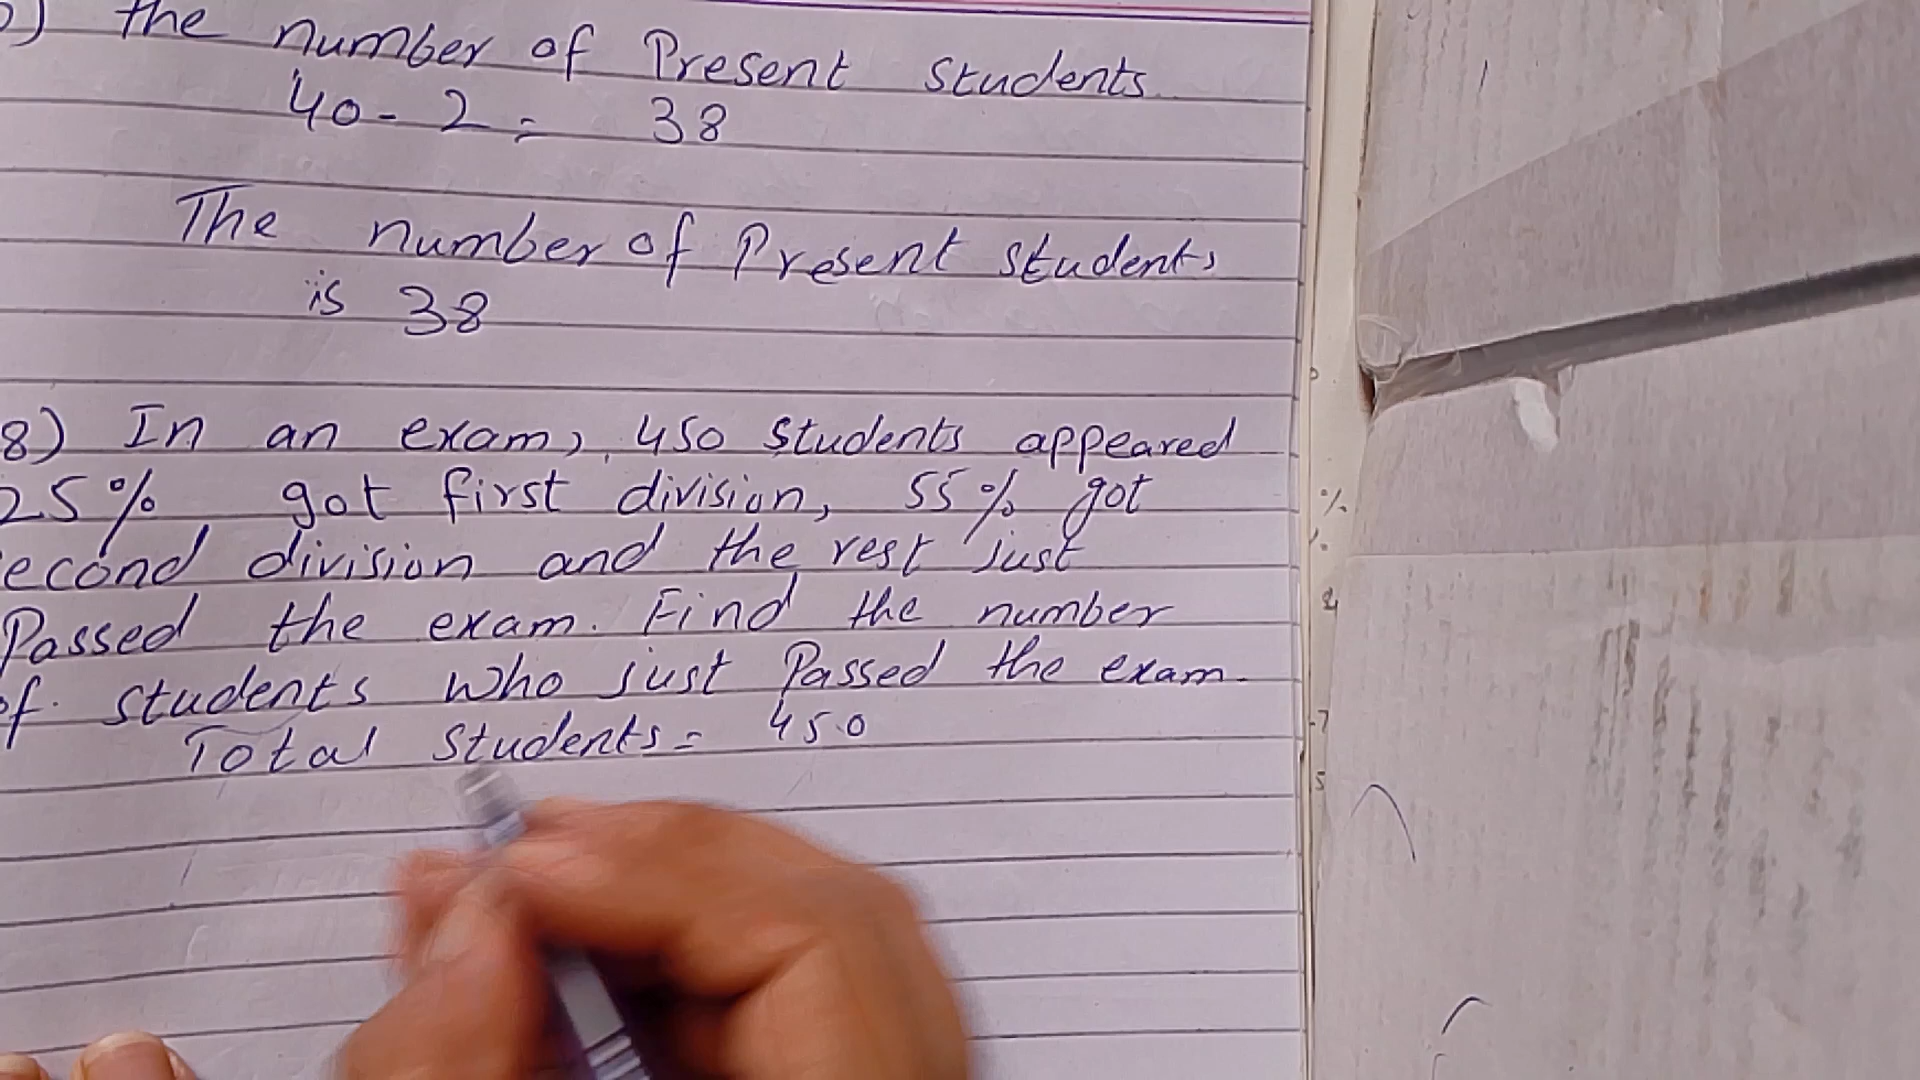 ) the number of Present students
40 - 2 = 38
The number of Present students
is 38
8) In an exam, 450 students appeared
25% got first division, 55% got
econd division and the rest just
Passed the exam. Find the number
of students who just Passed the exam.
Total students = 450